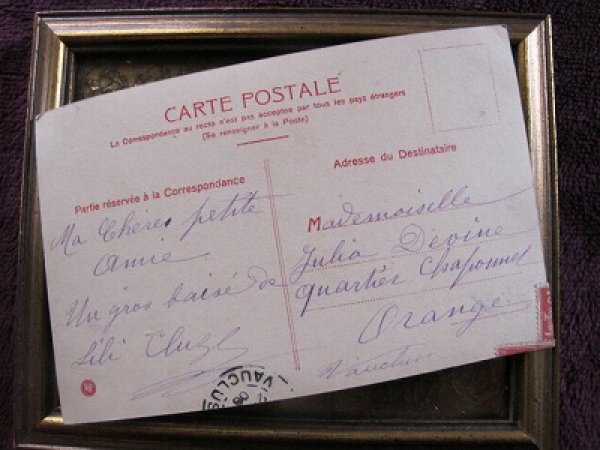 CARTE POSTALE
La Correspondance au recto n'est pas acceptée par tous les pays étrangers
(Se renseigner à la Poste)
Partie réservée à la Correspondance
Ma Chère petite
amie
Un gros baisé de
Lili
Adresse du Destinataire
Mademoiselle
Julia Devine
quartier Chaponnet
Orange
Vaucluse
VAUCLUS